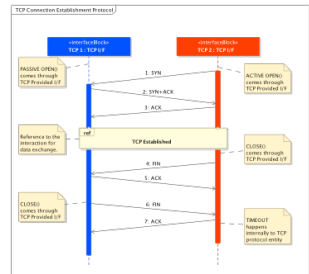 TCP Connection Establishment Protocol
«InterfaceBlock»
TCP 1 : TCP I/F
«InterfaceBlock»
TCP 2 : TCP I/F
PASSIVE OPEN()
comes through
TCP Provided I/F
ACTIVE OPEN()
comes through
TCP Provided I/F
1: SYN
2: SYN+ACK
3: ACK
Reference to the
interaction for
data exchange.
ref
TCP Established
CLOSE()
comes through
TCP Provided I/F
4: FIN
5: ACK
CLOSE()
comes through
TCP Provided I/F
6: FIN
7: ACK
TIMEOUT
happens
internally to TCP
protocol entity